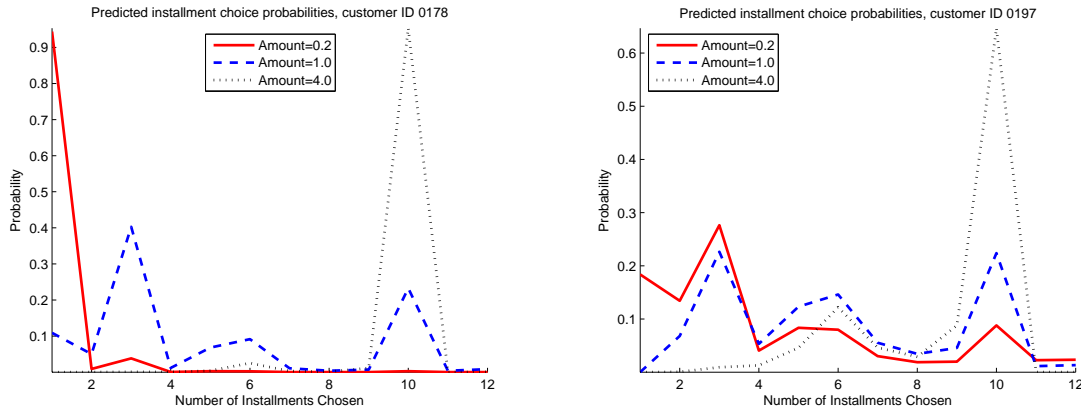 Predicted installment choice probabilities, customer ID 0178
Amount=0.2
Amount=1.0
Amount=4.0
0.9
0.8
0.7
0.6
0.5
0.4
0.3
0.2
0.1
Probability
2 4 6 8 10 12
Number of Installments Chosen
Predicted installment choice probabilities, customer ID 0197
Amount=0.2
Amount=1.0
Amount=4.0
0.6
0.5
0.4
0.3
0.2
0.1
Probability
2 4 6 8 10 12
Number of Installments Chosen